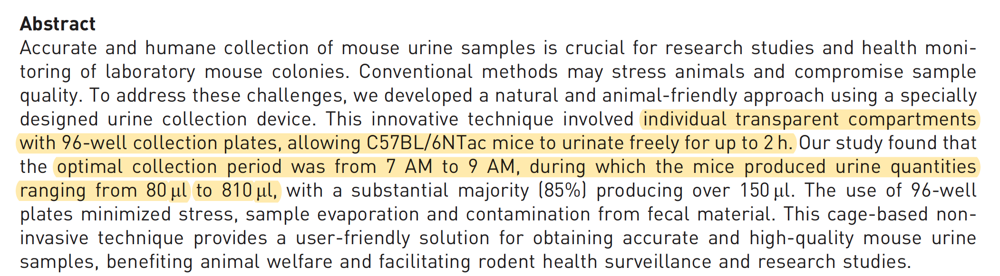 Abstract
Accurate and humane collection of mouse urine samples is crucial for research studies and health moni-
toring of laboratory mouse colonies. Conventional methods may stress animals and compromise sample
quality. To address these challenges, we developed a natural and animal-friendly approach using a specially
designed urine collection device. This innovative technique involved individual transparent compartments
with 96-well collection plates, allowing C57BL/6NTac mice to urinate freely for up to 2 h. Our study found that
the optimal collection period was from 7 AM to 9 AM, during which the mice produced urine quantities
ranging from 80 μl to 810 μl, with a substantial majority (85%) producing over 150 μl. The use of 96-well
plates minimized stress, sample evaporation and contamination from fecal material. This cage-based non-
invasive technique provides a user-friendly solution for obtaining accurate and high-quality mouse urine
samples, benefiting animal welfare and facilitating rodent health surveillance and research studies.